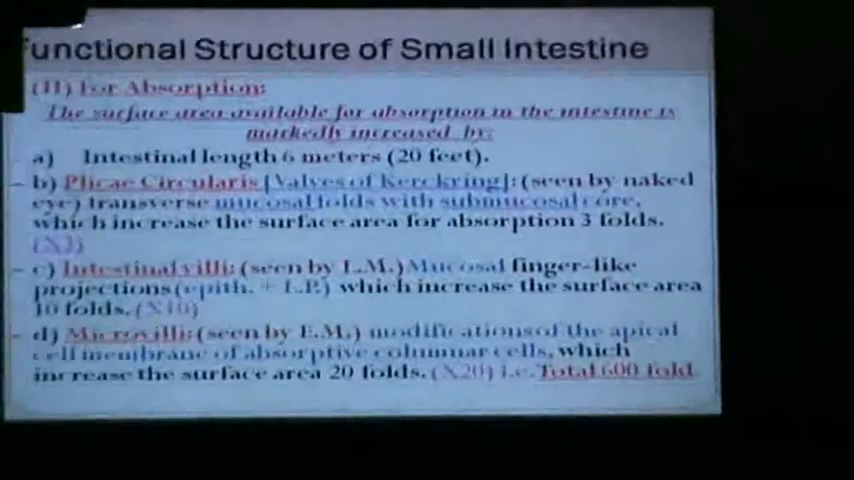 unctional Structure of Small Intestine
(II) For Absorption:
The surface area available for absorption in the intestine is
markedly increased by:
a) Intestinal length 6 meters (20 feet).
– b) Plicae Circularis [Valves of Kerckring]: (seen by naked
eye) transverse mucosal folds with submucosal core,
which increase the surface area for absorption 3 folds.
(X3)
– c) Intestinal villi: (seen by L.M.) Mucosal finger-like
projections (epith. + L.P.) which increase the surface area
10 folds. (X10)
– d) Microvilli: (seen by E.M.) modifications of the apical
cell membrane of absorptive columnar cells, which
increase the surface area 20 folds. (X20) i.e. Total 600 fold